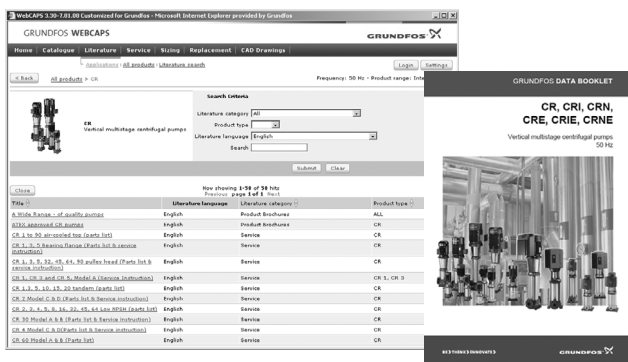 WebCAPS 3.30-7.01.00 Customized for Grundfos - Microsoft Internet Explorer provided by Grundfos
GRUNDFOS WEBCAPS
GRUNDFOS
Home | Catalogue | Literature | Service | Sizing | Replacement | CAD Drawings |
Applications › All products › Literature search
Login Settings
< Back
All products > CR
Frequency: 50 Hz - Product range: Inte
CR
Vertical multistage centrifugal pumps
Search Criteria
Literature category All
Product type
Literature language English
Search
Submit Clear
Close
Now showing 1-58 of 58 hits
Previous page 1 of 1 Next
Title Literature language Literature category Product type
A Wide Range - of quality pumps English Product Brochures ALL
ATEX approved CR pumps English Product Brochures CR
CR 1 to 90 air-cooled top (parts list) English Service CR
CR 1, 3, 5 Bearing flange (Parts list & service
instruction) English Service CR
CR 1, 3, 5, 32, 45, 64, 90 pulley head (Parts list &
service instruction) English Service CR
CR 1, CR 3 and CR 5, Model A (Service instruction) English Service CR 1, CR 3
CR 1,3, 5, 10, 15, 20 tandem (parts list) English Service CR
CR 2 Model C & D (Parts list & Service instruction) English Service CR
CR 2, 3, 4, 5, 8, 16, 32, 45, 64 Low NPSH (parts list) English Service CR
CR 30 Model A & B (Parts list & Service instruction) English Service CR
CR 4 Model C & D(Parts list & Service instruction) English Service CR
CR 60 Model A & B (Parts list) English Service CR
GRUNDFOS DATA BOOKLET
CR, CRI, CRN,
CRE, CRIE, CRNE
Vertical multistage centrifugal pumps
50 Hz
BE > THINK > INNOVATE >
GRUNDFOS